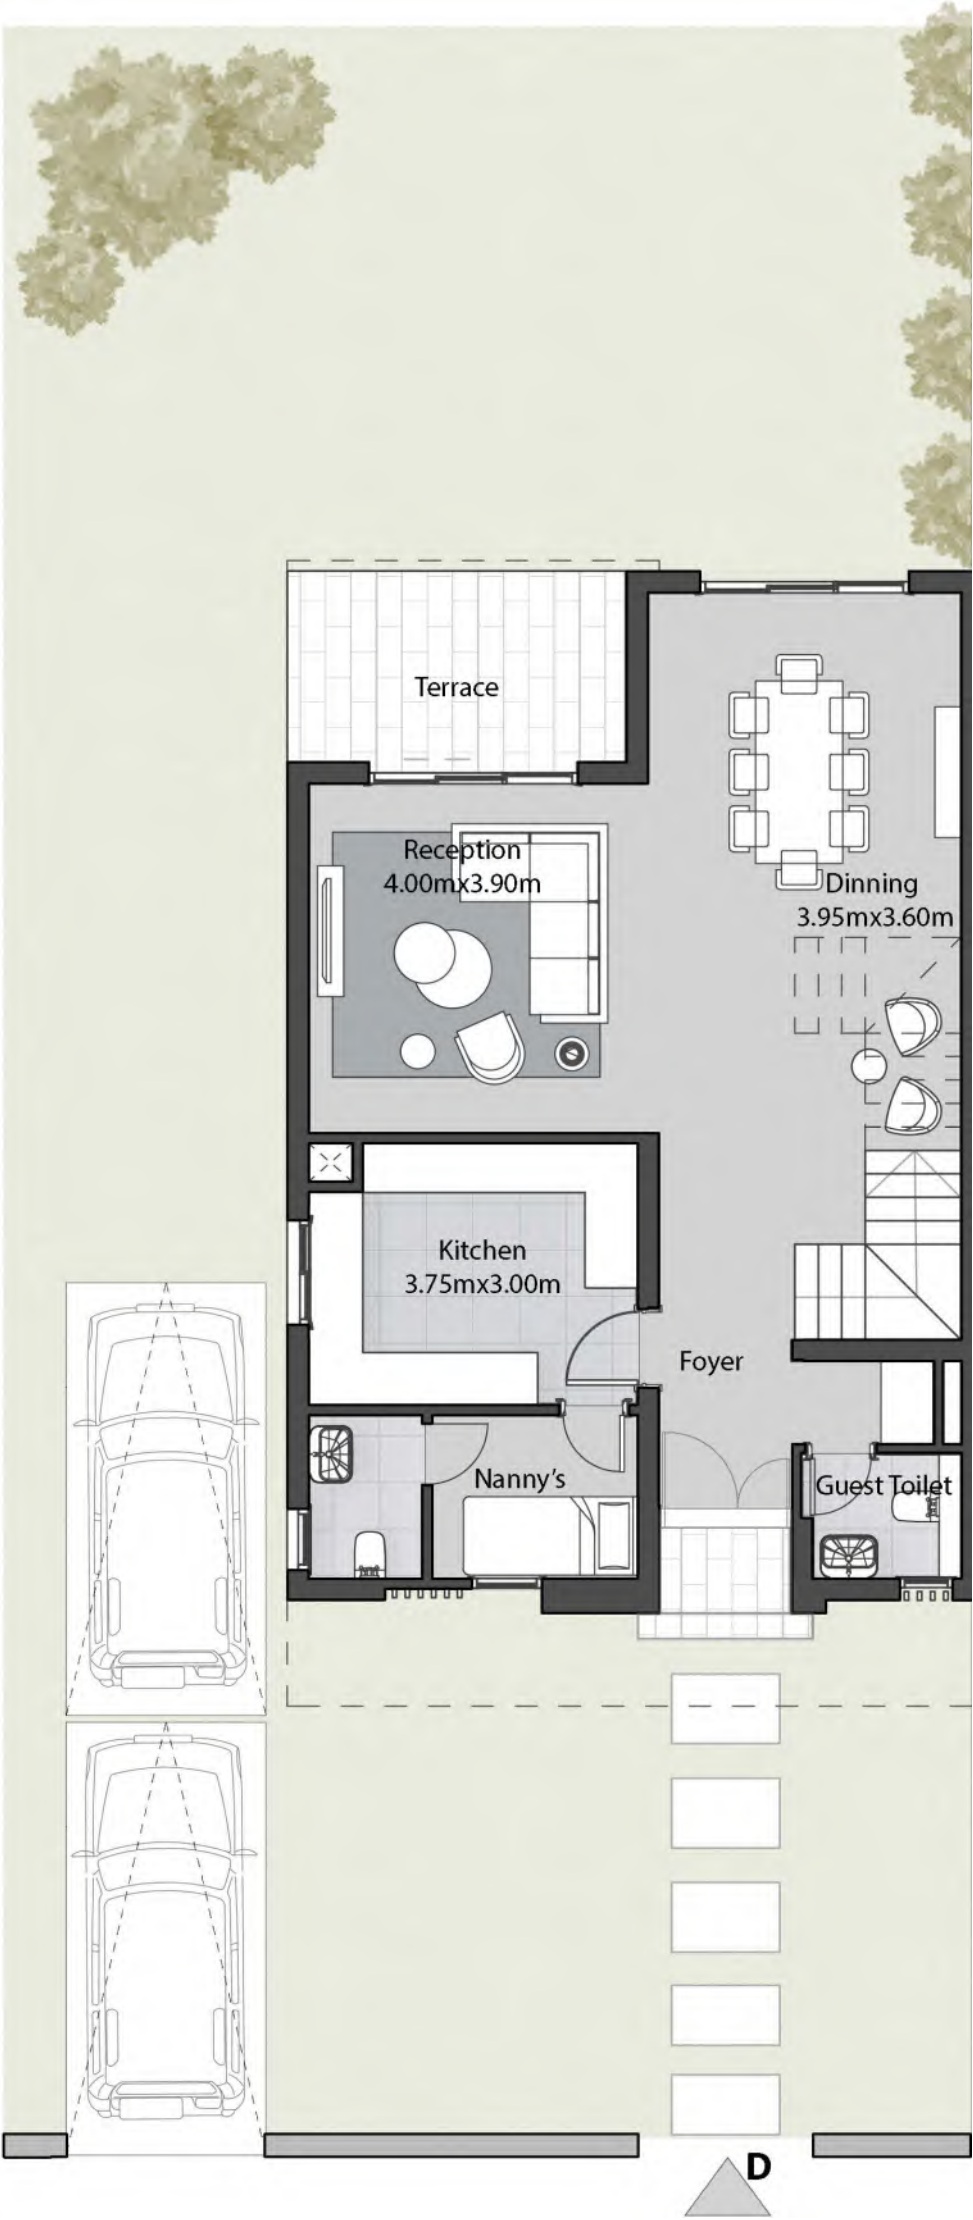 Terrace
Reception
4.00mx3.90m
Dinning
3.95mx3.60m
Kitchen
3.75mx3.00m
Foyer
Nanny's
Guest Toilet
D